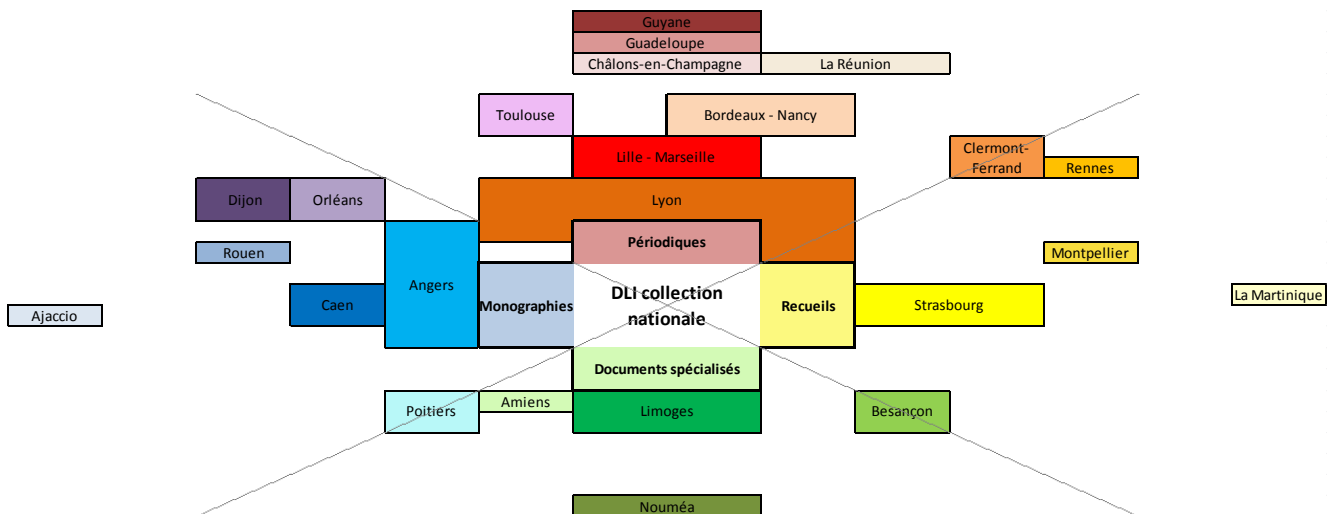 Guyane
Guadeloupe
Châlons-en-Champagne
La Réunion
Toulouse
Bordeaux - Nancy
Lille - Marseille
Clermont-
Ferrand
Rennes
Dijon
Orléans
Lyon
Périodiques
Rouen
Montpellier
Angers
Monographies
DLI collection
nationale
Recueils
Caen
Strasbourg
La Martinique
Ajaccio
Documents spécialisés
Poitiers
Amiens
Limoges
Besançon
Nouméa